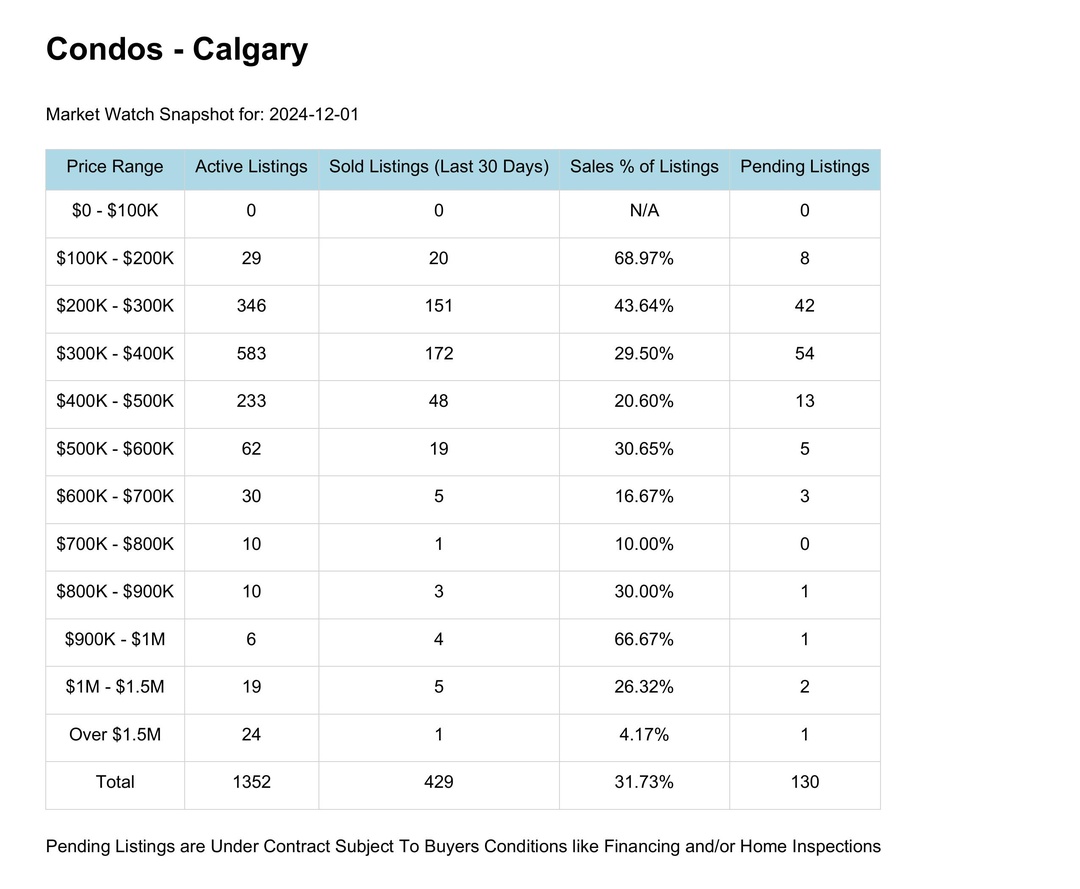 Condos - Calgary
Market Watch Snapshot for: 2024-12-01
Price Range Active Listings Sold Listings (Last 30 Days) Sales % of Listings Pending Listings
$0 - $100K 0 0 N/A 0
$100K - $200K 29 20 68.97% 8
$200K - $300K 346 151 43.64% 42
$300K - $400K 583 172 29.50% 54
$400K - $500K 233 48 20.60% 13
$500K - $600K 62 19 30.65% 5
$600K - $700K 30 5 16.67% 3
$700K - $800K 10 1 10.00% 0
$800K - $900K 10 3 30.00% 1
$900K - $1M 6 4 66.67% 1
$1M - $1.5M 19 5 26.32% 2
Over $1.5M 24 1 4.17% 1
Total 1352 429 31.73% 130
Pending Listings are Under Contract Subject To Buyers Conditions like Financing and/or Home Inspections